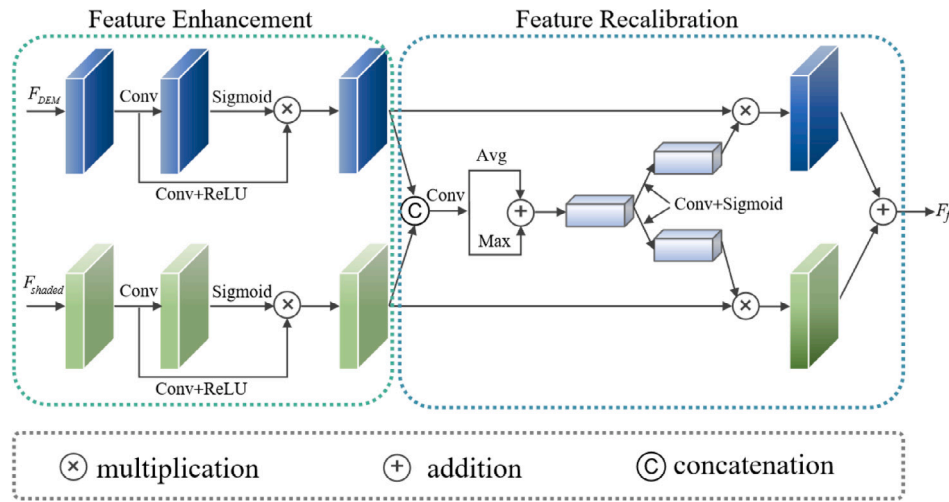 Feature Enhancement
Feature Recalibration
F_DEM
Conv
Sigmoid
×
×
Conv+ReLU
Avg
Conv
C
+
Conv+Sigmoid
+
F_f
Max
F_shaded
Conv
Sigmoid
×
×
Conv+ReLU
× multiplication
+ addition
C concatenation